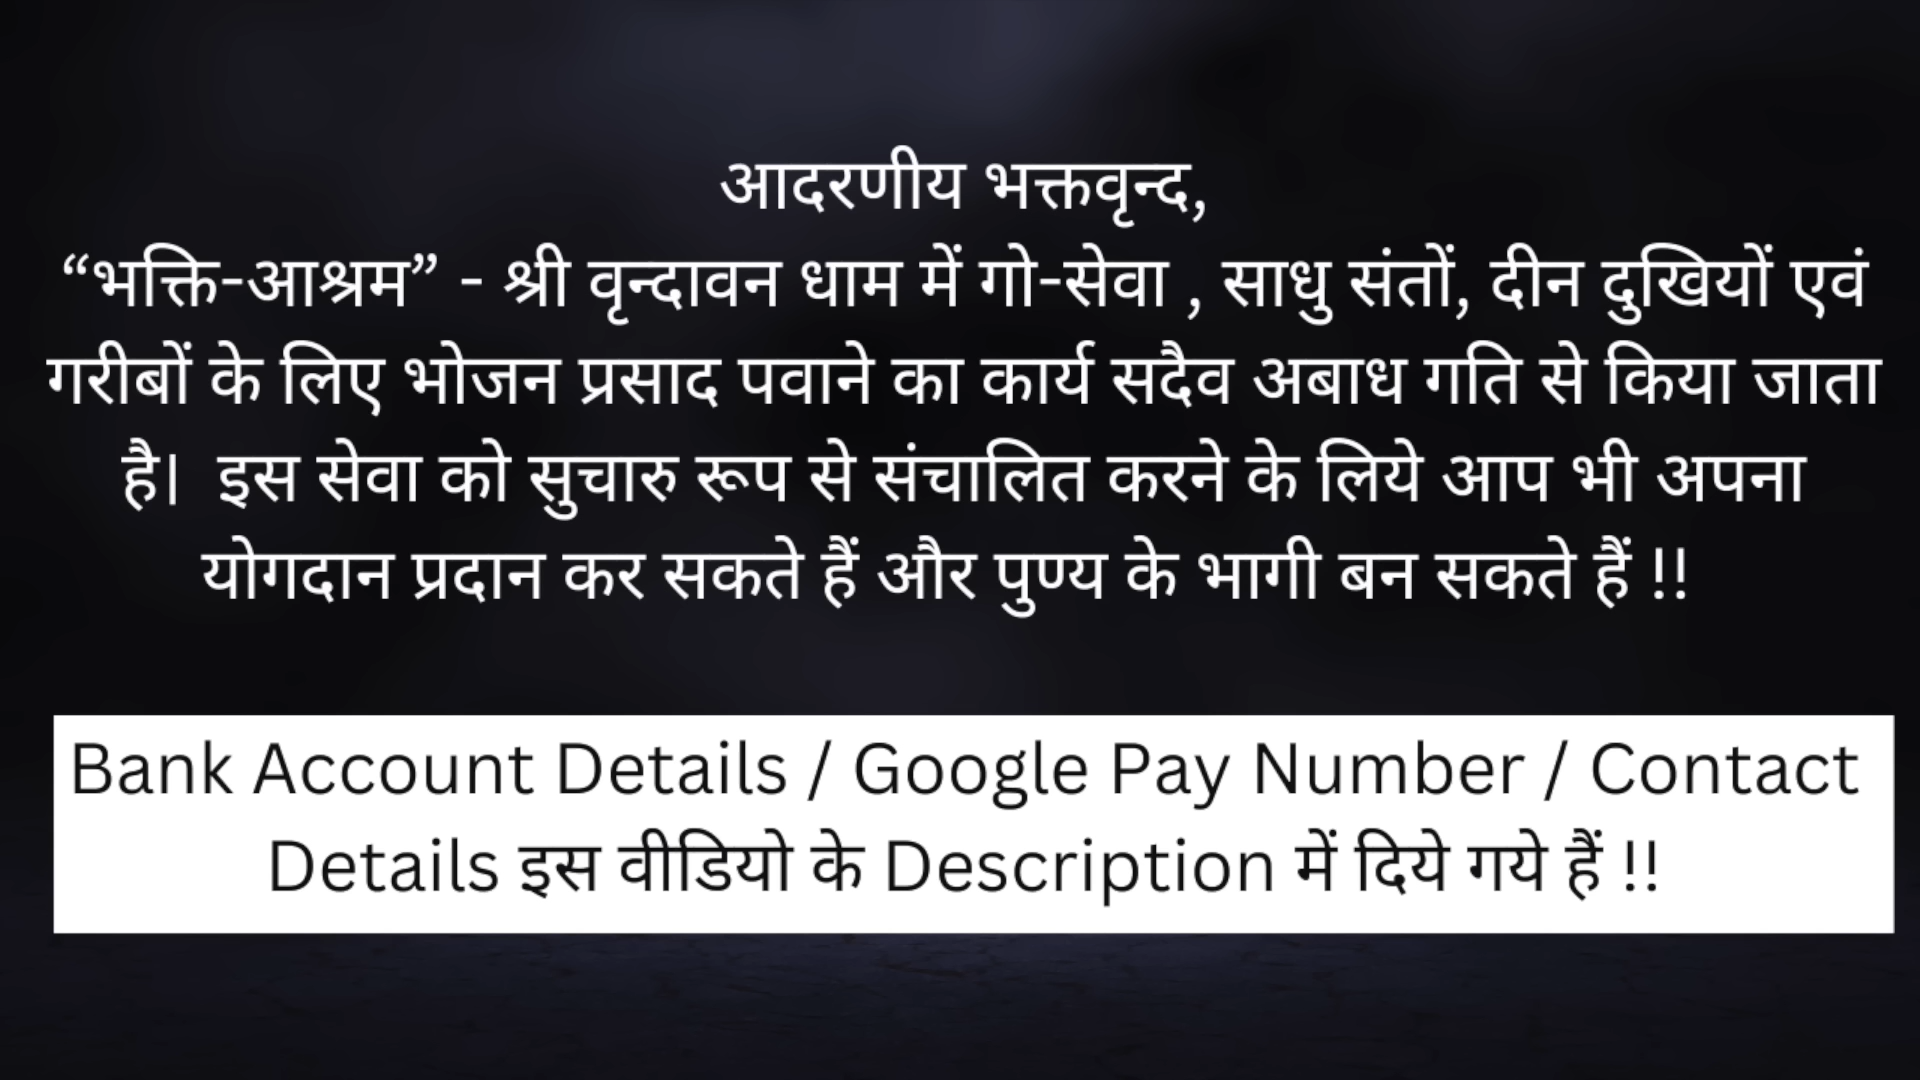 आदरणीय भक्तवृन्द,
“भक्ति-आश्रम” - श्री वृन्दावन धाम में गो-सेवा , साधु संतों, दीन दुखियों एवं
गरीबों के लिए भोजन प्रसाद पवाने का कार्य सदैव अबाध गति से किया जाता
है।  इस सेवा को सुचारु रूप से संचालित करने के लिये आप भी अपना
योगदान प्रदान कर सकते हैं और पुण्य के भागी बन सकते हैं !!
Bank Account Details / Google Pay Number / Contact
Details इस वीडियो के Description में दिये गये हैं !!